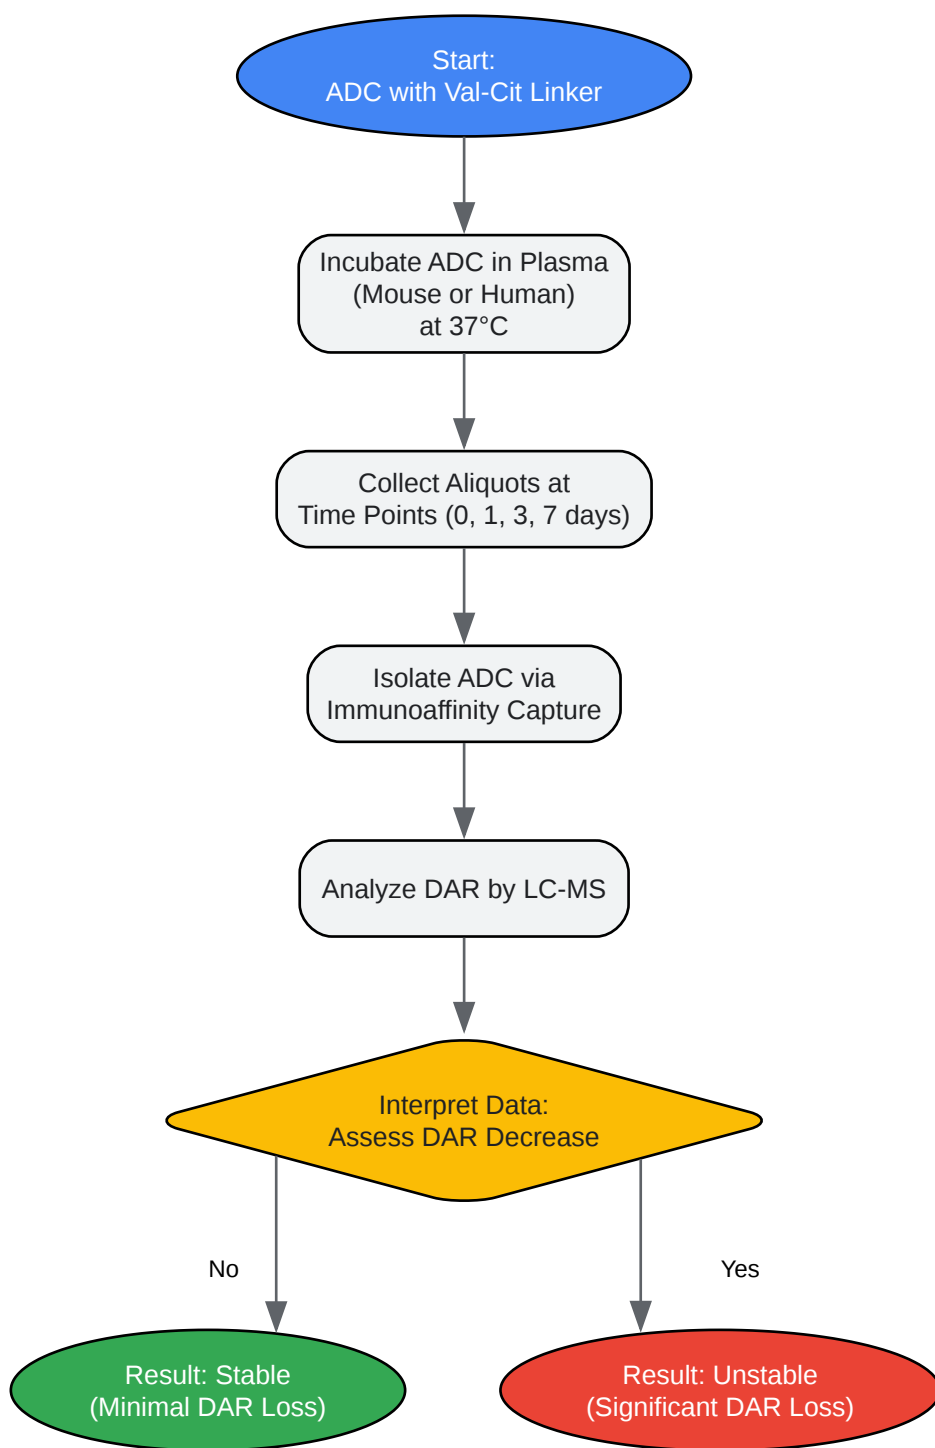 Start:
ADC with Val-Cit Linker
Incubate ADC in Plasma
(Mouse or Human)
at 37°C
Collect Aliquots at
Time Points (0, 1, 3, 7 days)
Isolate ADC via
Immunoaffinity Capture
Analyze DAR by LC-MS
Interpret Data:
Assess DAR Decrease
No
Yes
Result: Stable
(Minimal DAR Loss)
Result: Unstable
(Significant DAR Loss)